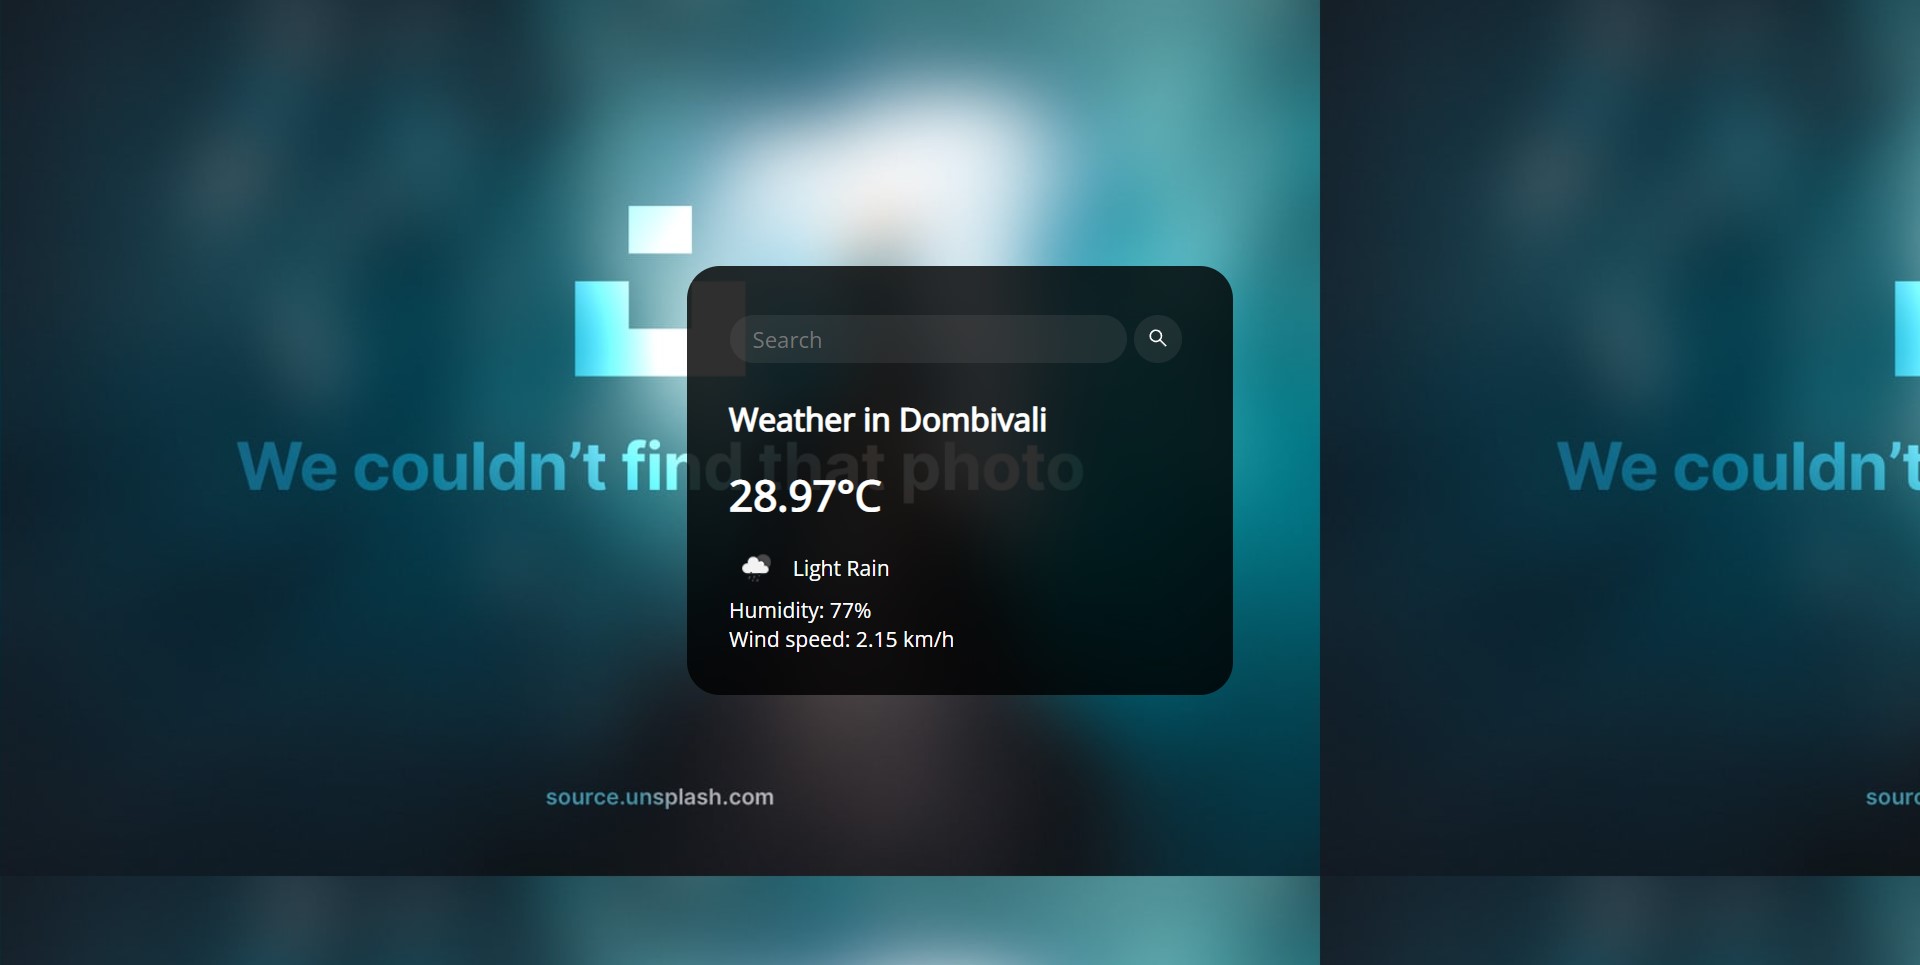 Search
Weather in Dombivali
We couldn’t find that photo
We couldn’t
28.97°C
Light Rain
Humidity: 77%
Wind speed: 2.15 km/h
source.unsplash.com